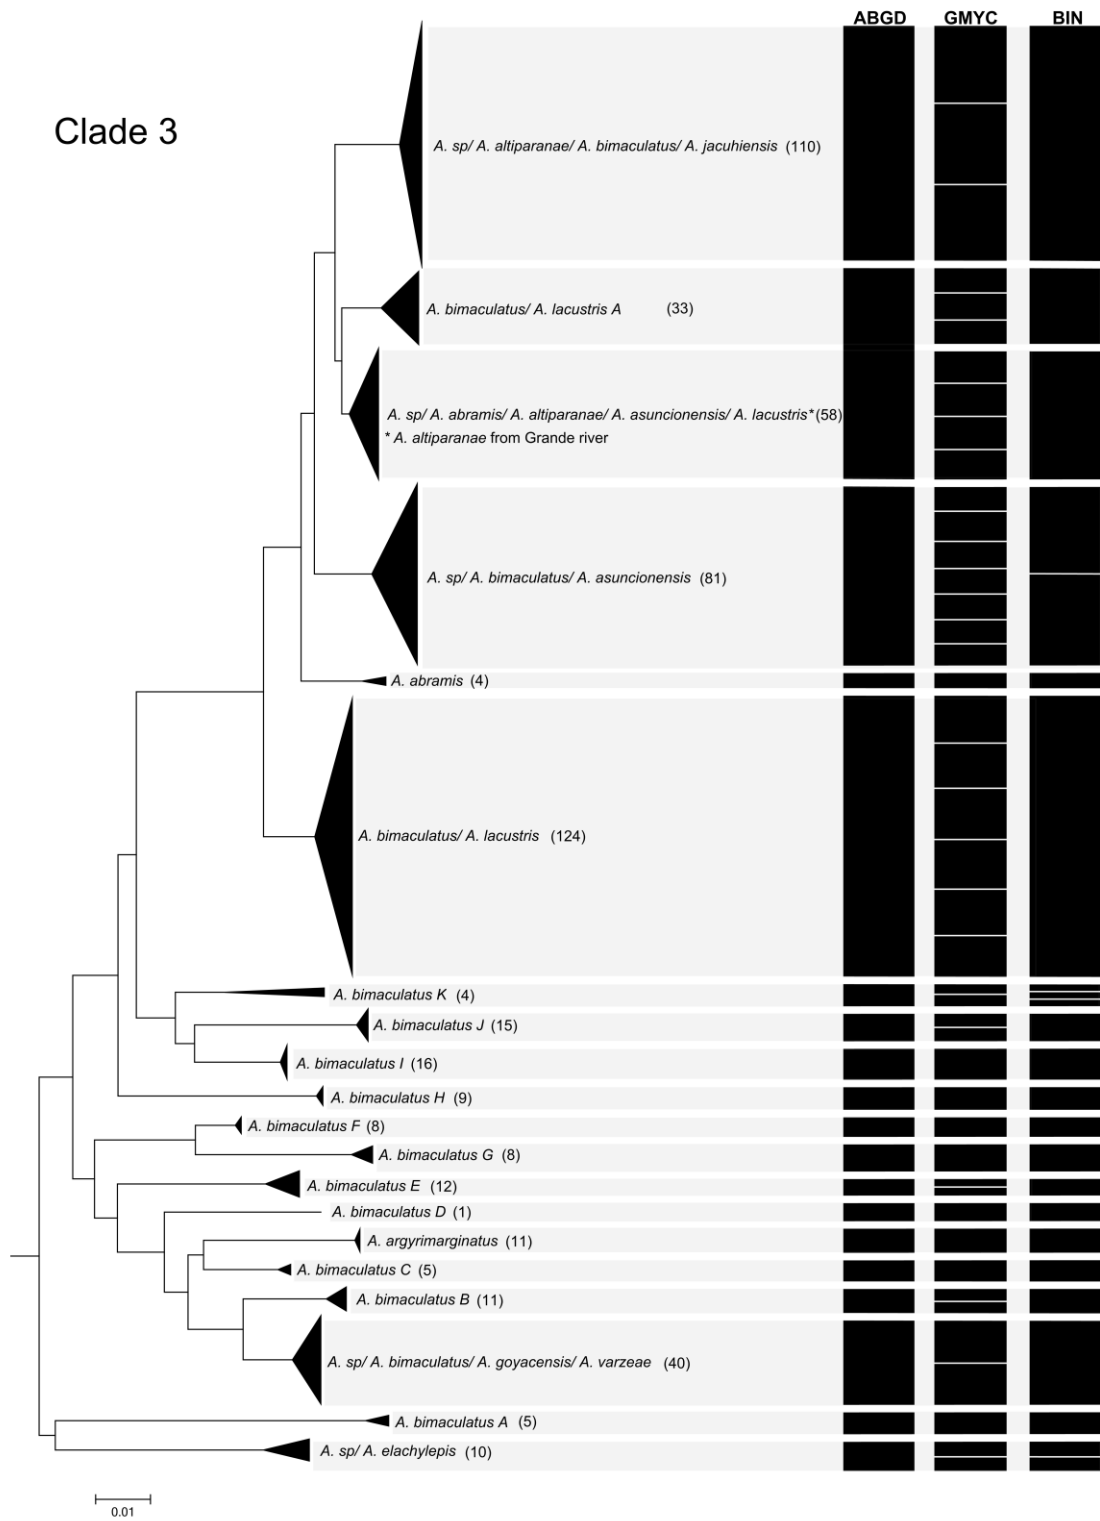 ABGD GMYC BIN
Clade 3
A. sp/ A. altiparanae/ A. bimaculatus/ A. jacuhiensis (110)
A. bimaculatus/ A. lacustris A (33)
A. sp/ A. abramis/ A. altiparanae/ A. asuncionensis/ A. lacustris* (58)
* A. altiparanae from Grande river
A. sp/ A. bimaculatus/ A. asuncionensis (81)
A. abramis (4)
A. bimaculatus/ A. lacustris (124)
A. bimaculatus K (4)
A. bimaculatus J (15)
A. bimaculatus I (16)
A. bimaculatus H (9)
A. bimaculatus F (8)
A. bimaculatus G (8)
A. bimaculatus E (12)
A. bimaculatus D (1)
A. argyrimarginatus (11)
A. bimaculatus C (5)
A. bimaculatus B (11)
A. sp/ A. bimaculatus/ A. goyacensis/ A. varzeae (40)
A. bimaculatus A (5)
A. sp/ A. elachylepis (10)
0.01